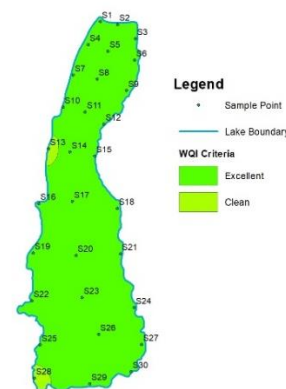 S1 S2
S3
S4
S5
S6
S7
S8
S9
S10
S11
S12
S13
S14
S15
S16
S17
S18
S19
S20
S21
S22
S23
S24
S25
S26
S27
S28
S29
S30
Legend
Sample Point
Lake Boundary
WQI Criteria
Excellent
Clean